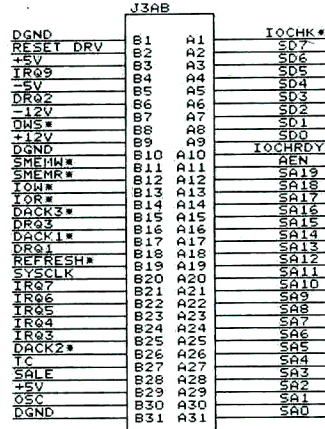 J3AB
DGND B1 A1 IOCHK*
RESET DRV B2 A2 SD7
+5V B3 A3 SD6
IRQ9 B4 A4 SD5
-5V B5 A5 SD4
DRQ2 B6 A6 SD3
-12V B7 A7 SD2
OWS* B8 A8 SD1
+12V B9 A9 SD0
DGND B10 A10 IOCHRDY
SMEMW* B11 A11 AEN
SMEMR* B12 A12 SA19
IOW* B13 A13 SA18
IOR* B14 A14 SA17
DACK3* B15 A15 SA16
DRQ3 B16 A16 SA15
DACK1* B17 A17 SA14
DRQ1 B18 A18 SA13
REFRESH* B19 A19 SA12
SYSCLK B20 A20 SA11
IRQ7 B21 A21 SA10
IRQ6 B22 A22 SA9
IRQ5 B23 A23 SA8
IRQ4 B24 A24 SA7
IRQ3 B25 A25 SA6
DACK2* B26 A26 SA5
TC B27 A27 SA4
SALE B28 A28 SA3
+5V B29 A29 SA2
OSC B30 A30 SA1
DGND B31 A31 SA0